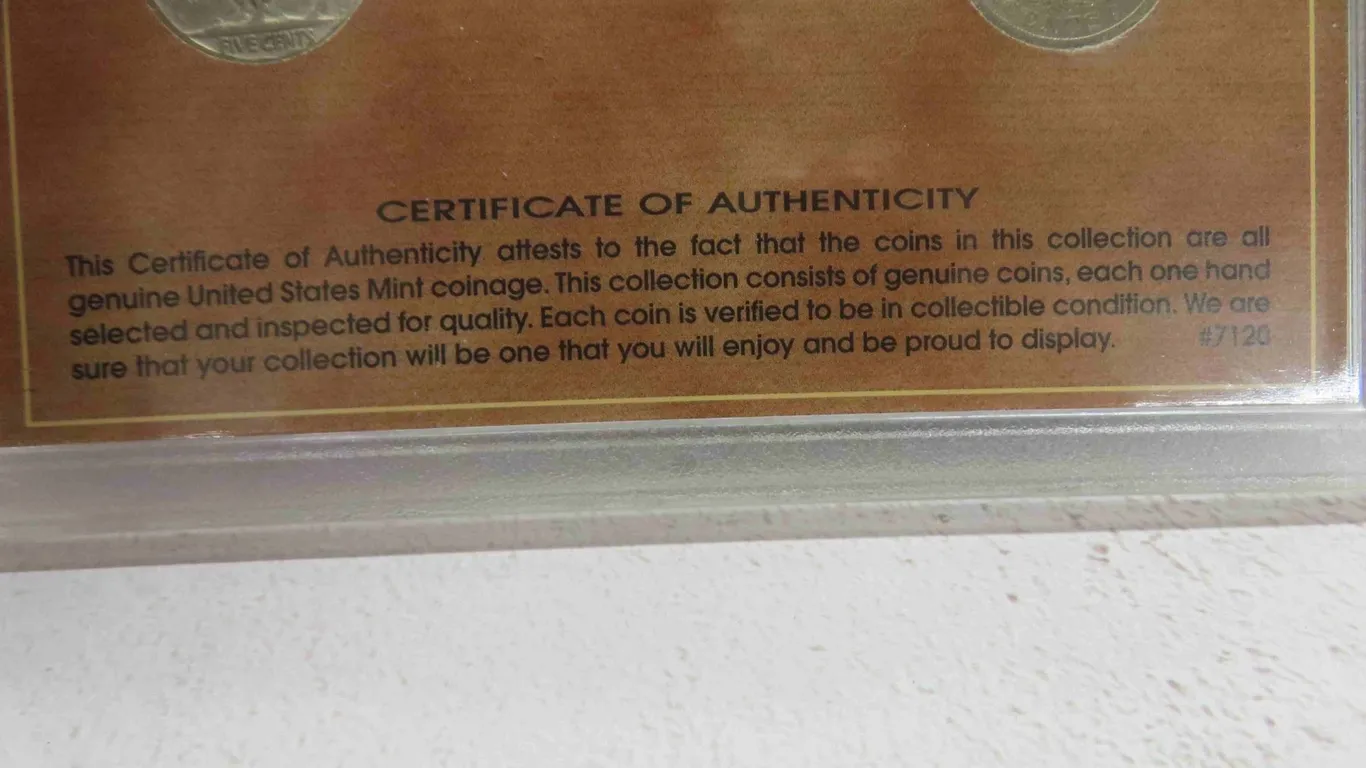 FIVE CENTS
CERTIFICATE OF AUTHENTICITY
This Certificate of Authenticity attests to the fact that the coins in this collection are all
genuine United States Mint coinage. This collection consists of genuine coins, each one hand
selected and inspected for quality. Each coin is verified to be in collectible condition. We are
sure that your collection will be one that you will enjoy and be proud to display. #7120